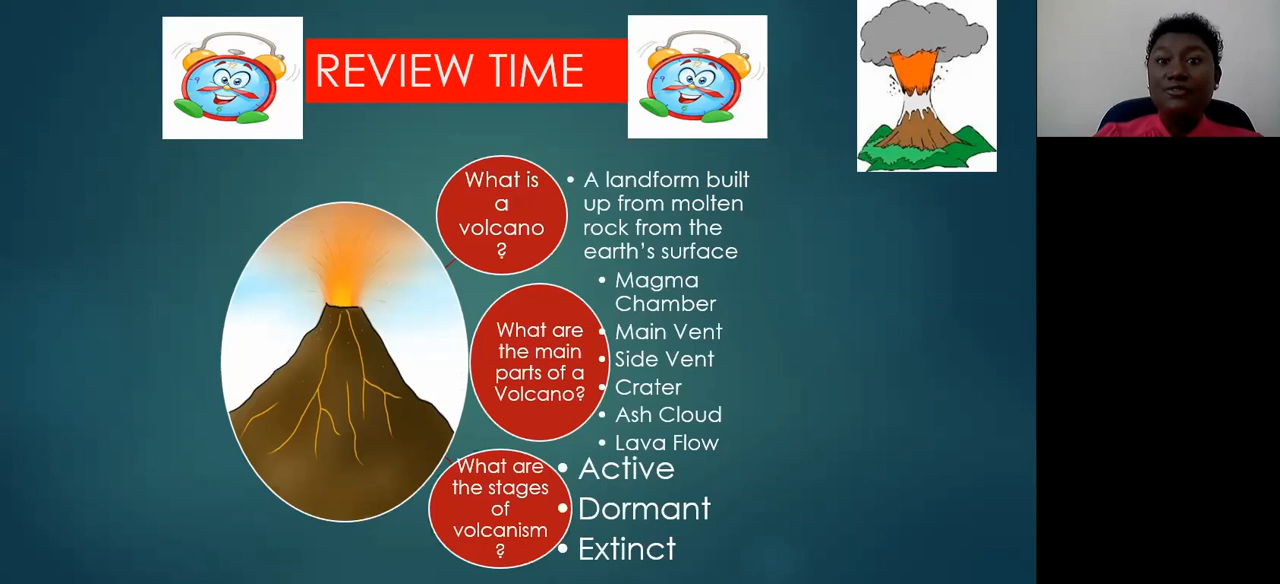 REVIEW TIME
What is
a
volcano
?
• A landform built
up from molten
rock from the
earth’s surface
What are
the main
parts of a
Volcano?
• Magma
Chamber
• Main Vent
• Side Vent
• Crater
• Ash Cloud
• Lava Flow
What are
the stages
of
volcanism
?
• Active
• Dormant
• Extinct